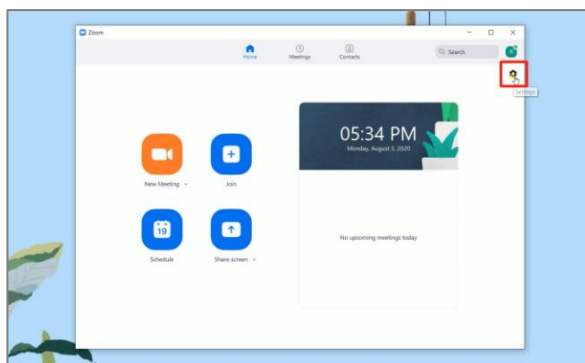 Zoom
Home
Meetings
Contacts
Search
Settings
05:34 PM
Monday, August 3, 2020
New Meeting
Join
19
Schedule
Share screen
No upcoming meetings today